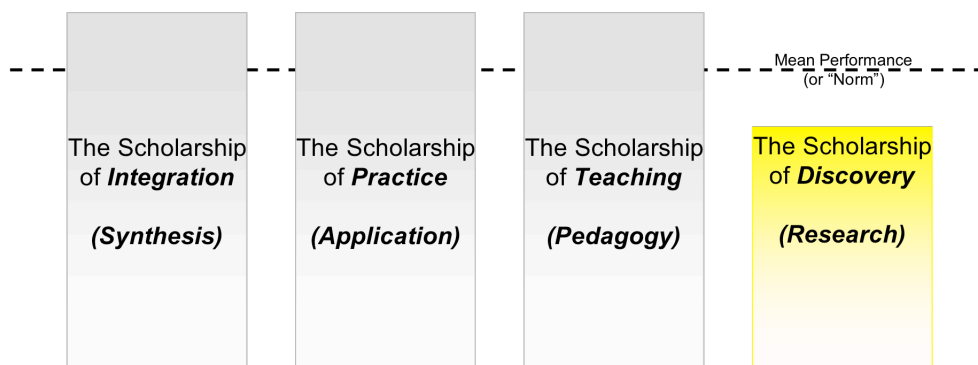 Mean Performance
(or “Norm”)
The Scholarship
of Integration
(Synthesis)
The Scholarship
of Practice
(Application)
The Scholarship
of Teaching
(Pedagogy)
The Scholarship
of Discovery
(Research)